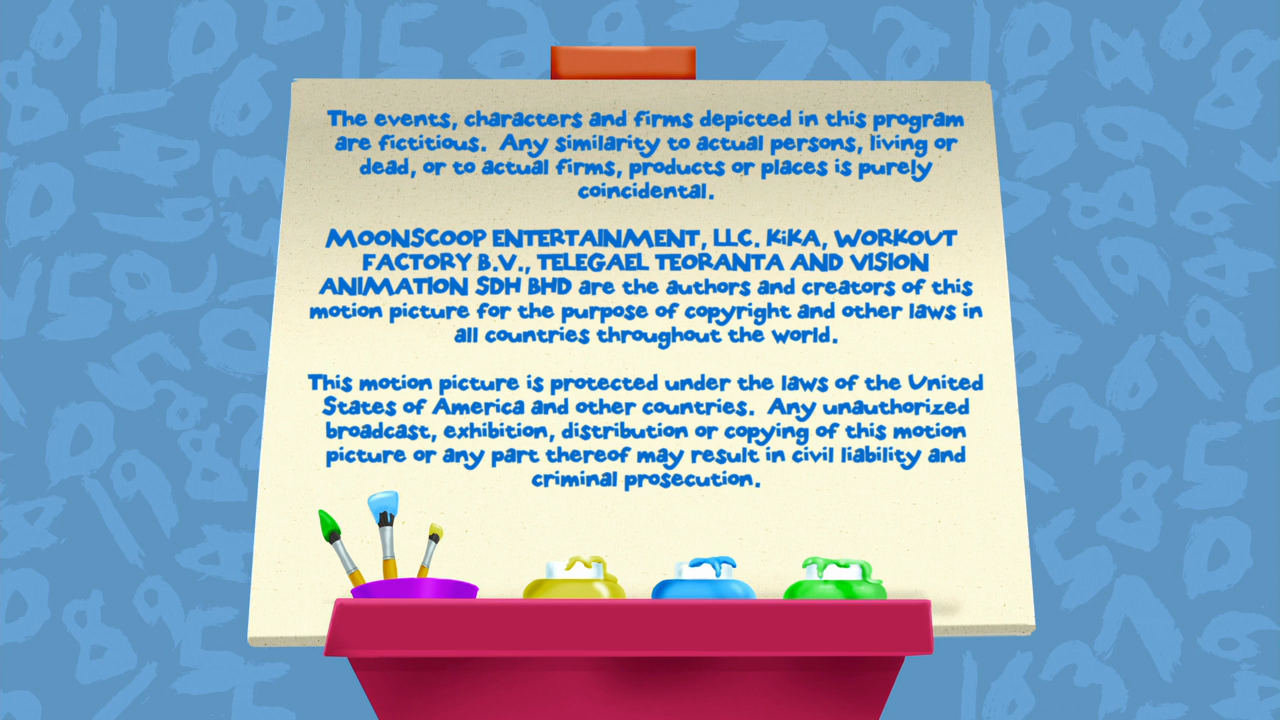 The events, characters and firms depicted in this program
are fictitious.  Any similarity to actual persons, living or
dead, or to actual firms, products or places is purely
coincidental.
MOONSCOOP ENTERTAINMENT, LLC. KiKA, WORKOUT
FACTORY B.V., TELEGAEL TEORANTA AND VISION
ANIMATION SDH BHD are the authors and creators of this
motion picture for the purpose of copyright and other laws in
all countries throughout the world.
This motion picture is protected under the laws of the United
States of America and other countries.  Any unauthorized
broadcast, exhibition, distribution or copying of this motion
picture or any part thereof may result in civil liability and
criminal prosecution.